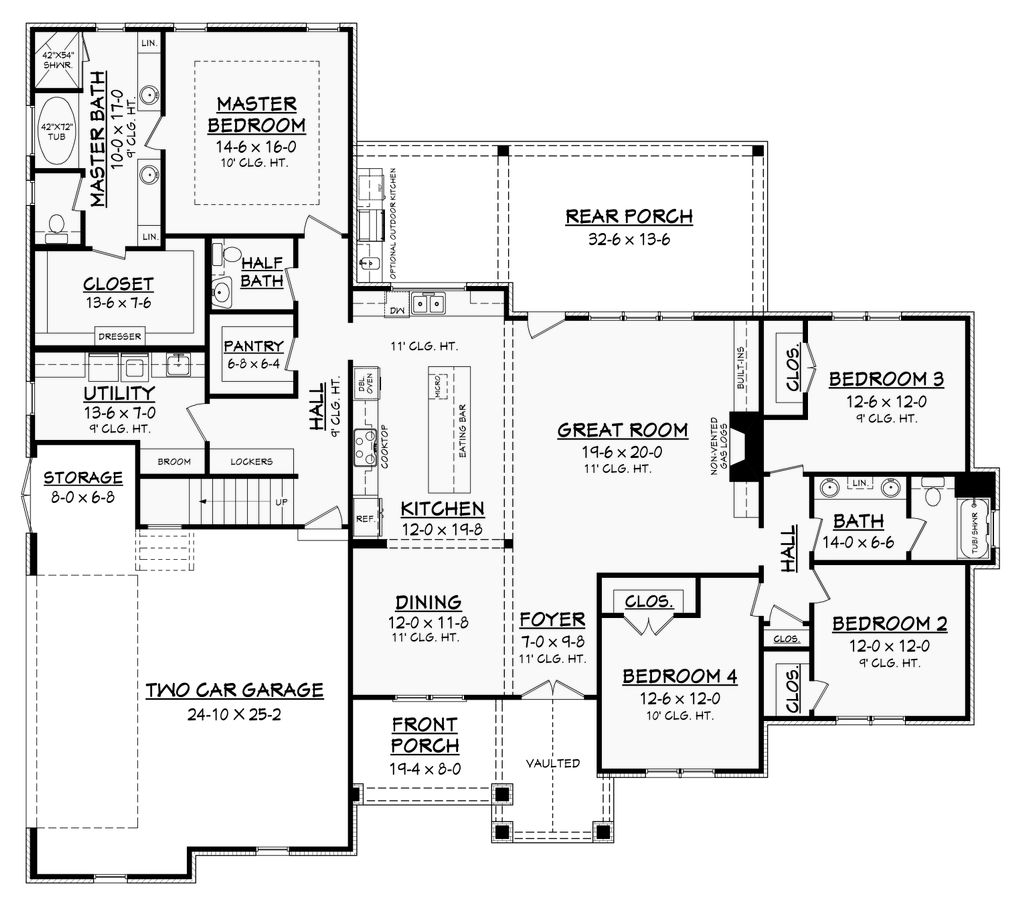 42"X54"
SHWR.
LIN.
MASTER BATH
10-0 x 17-0
9' CLG. HT.
42"X72"
TUB
LIN.
MASTER
BEDROOM
14-6 x 16-0
10' CLG. HT.
OPTIONAL OUTDOOR KITCHEN
REF.
REAR PORCH
32-6 x 13-6
CLOSET
13-6 x 7-6
DRESSER
HALF
BATH
PANTRY
6-8 x 6-4
HALL
9' CLG. HT.
UTILITY
13-6 x 7-0
9' CLG. HT.
BROOM
LOCKERS
STORAGE
8-0 x 6-8
UP
DW
11' CLG. HT.
DBL.
OVEN
MICRO
EATING BAR
COOKTOP
REF.
KITCHEN
12-0 x 19-8
GREAT ROOM
19-6 x 20-0
11' CLG. HT.
BUILT-INS
NON-VENTED
GAS LOGS
CLOS.
BEDROOM 3
12-6 x 12-0
9' CLG. HT.
LIN.
BATH
14-0 x 6-6
TUB/SHWR
HALL
DINING
12-0 x 11-8
11' CLG. HT.
FOYER
7-0 x 9-8
11' CLG. HT.
CLOS.
BEDROOM 4
12-6 x 12-0
10' CLG. HT.
CLOS.
CLOS.
BEDROOM 2
12-0 x 12-0
9' CLG. HT.
TWO CAR GARAGE
24-10 X 25-2
FRONT
PORCH
19-4 x 8-0
VAULTED